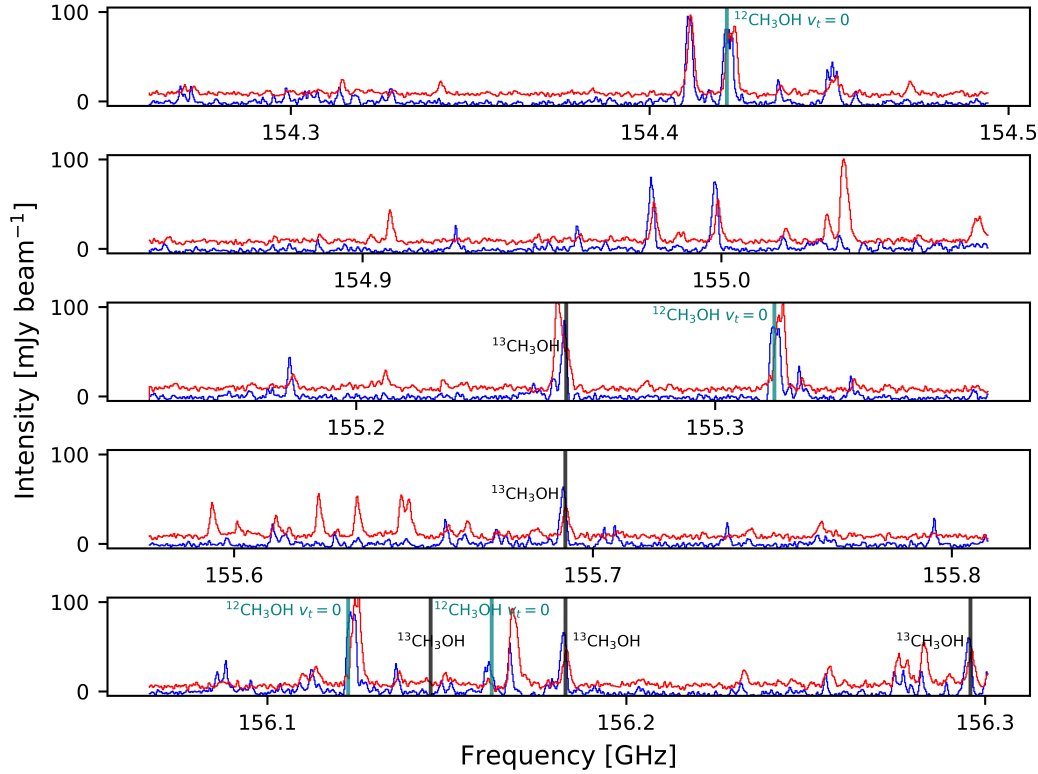 100
¹²CH₃OH vₜ = 0
0
154.3 154.4 154.5
100
0
154.9 155.0
100
¹²CH₃OH vₜ = 0
¹³CH₃OH
0
155.2 155.3
100
¹³CH₃OH
0
155.6 155.7 155.8
100
¹²CH₃OH vₜ = 0 ¹²CH₃OH vₜ = 0
¹³CH₃OH ¹³CH₃OH ¹³CH₃OH
0
156.1 156.2 156.3
Intensity [mJy beam⁻¹]
Frequency [GHz]